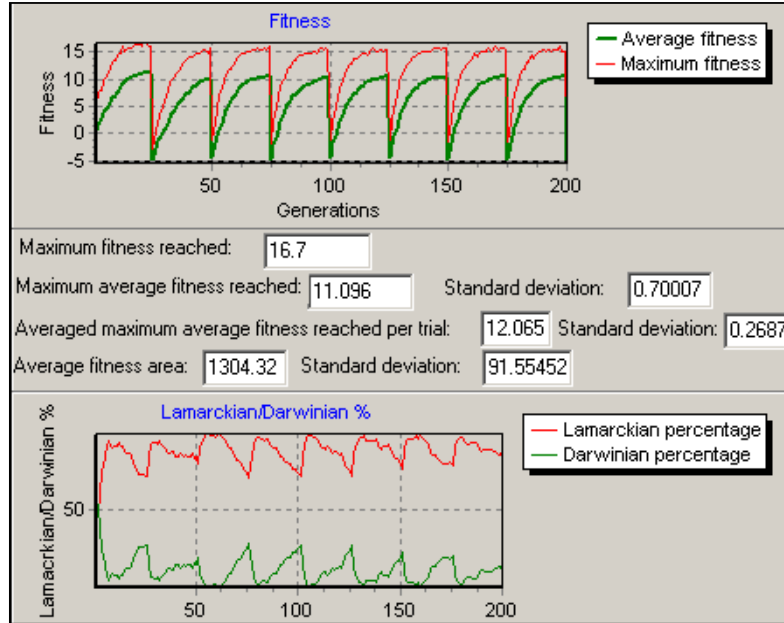 Fitness
Fitness
15
10
5
0
-5
50
100
150
200
Generations
Average fitness
Maximum fitness
Maximum fitness reached: 16.7
Maximum average fitness reached: 11.096 Standard deviation: 0.70007
Averaged maximum average fitness reached per trial: 12.065 Standard deviation: 0.2687
Average fitness area: 1304.32 Standard deviation: 91.55452
Lamarckian/Darwinian %
Lamacrkian/Darwinian %
50
50
100
150
200
Lamarckian percentage
Darwinian percentage